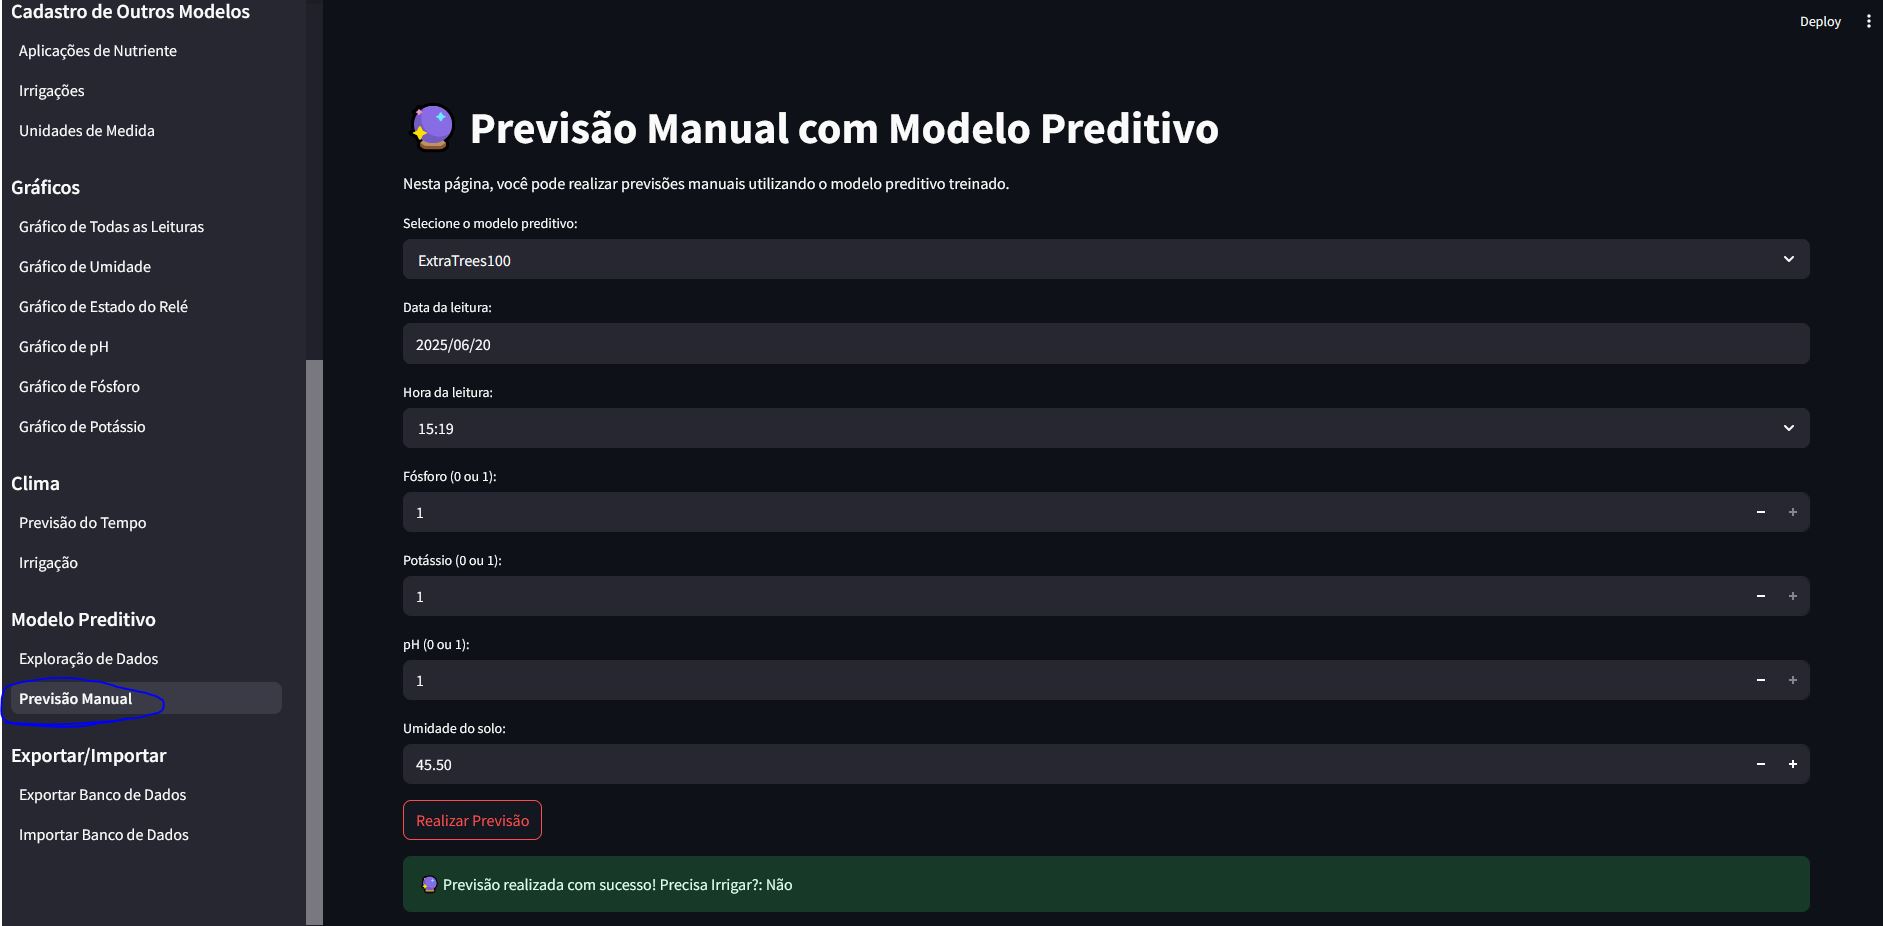 Cadastro de Outros Modelos
Aplicações de Nutriente
Irrigações
Unidades de Medida
Gráficos
Gráfico de Todas as Leituras
Gráfico de Umidade
Gráfico de Estado do Relé
Gráfico de pH
Gráfico de Fósforo
Gráfico de Potássio
Clima
Previsão do Tempo
Irrigação
Modelo Preditivo
Exploração de Dados
Previsão Manual
Exportar/Importar
Exportar Banco de Dados
Importar Banco de Dados
Deploy
Previsão Manual com Modelo Preditivo
Nesta página, você pode realizar previsões manuais utilizando o modelo preditivo treinado.
Selecione o modelo preditivo:
ExtraTrees100
Data da leitura:
2025/06/20
Hora da leitura:
15:19
Fósforo (0 ou 1):
1
Potássio (0 ou 1):
1
pH (0 ou 1):
1
Umidade do solo:
45.50
Realizar Previsão
Previsão realizada com sucesso! Precisa Irrigar?: Não